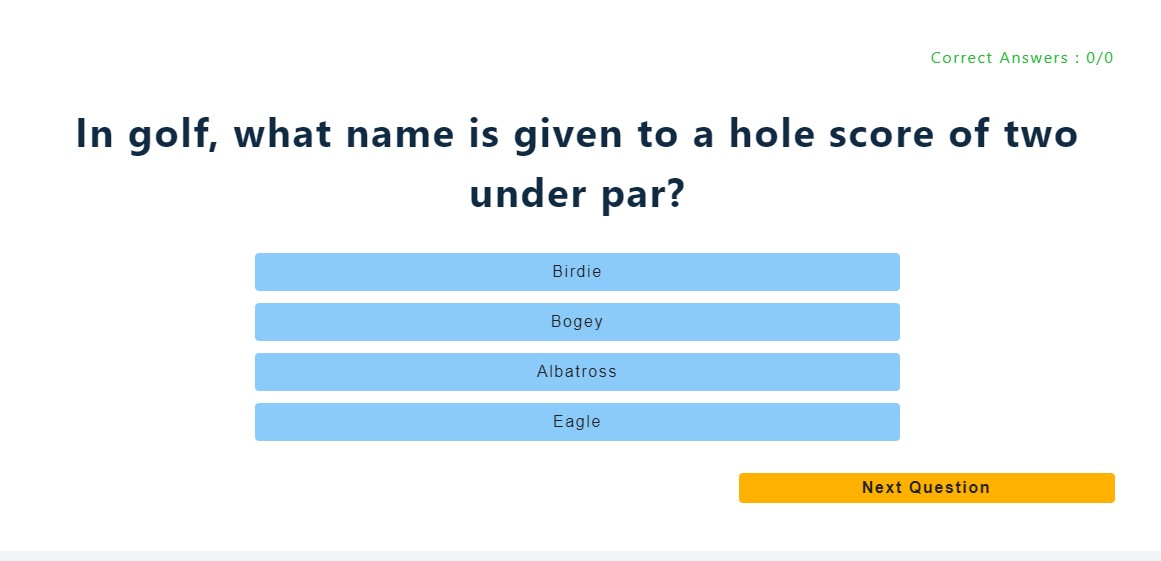 Correct Answers : 0/0
In golf, what name is given to a hole score of two
under par?
Birdie
Bogey
Albatross
Eagle
Next Question